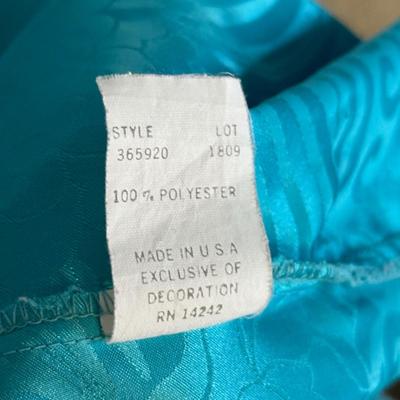 STYLE LOT
365920 1809
100 % POLYESTER
MADE IN U S A
EXCLUSIVE OF
DECORATION
RN 14242